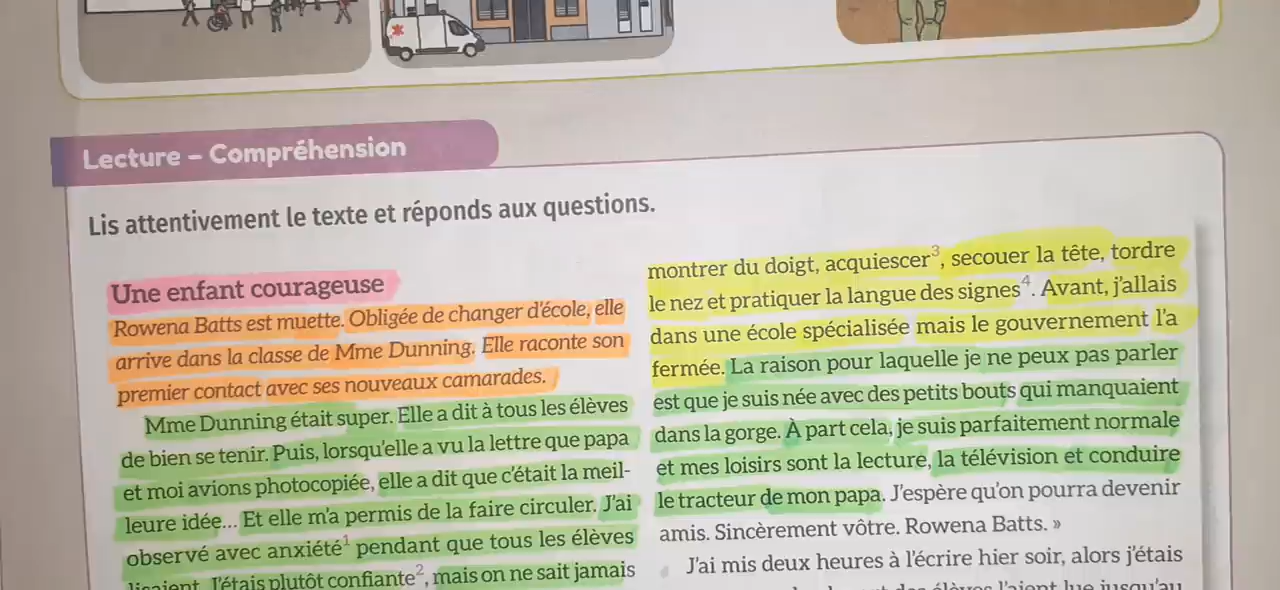 Lecture – Compréhension
Lis attentivement le texte et réponds aux questions.
Une enfant courageuse
Rowena Batts est muette. Obligée de changer d'école, elle
arrive dans la classe de Mme Dunning. Elle raconte son
premier contact avec ses nouveaux camarades.
Mme Dunning était super. Elle a dit à tous les élèves
de bien se tenir. Puis, lorsqu'elle a vu la lettre que papa
et moi avions photocopiée, elle a dit que c'était la meil-
leure idée... Et elle m'a permis de la faire circuler. J'ai
observé avec anxiété¹ pendant que tous les élèves
lisaient. J'étais plutôt confiante², mais on ne sait jamais
montrer du doigt, acquiescer³, secouer la tête, tordre
le nez et pratiquer la langue des signes⁴. Avant, j'allais
dans une école spécialisée mais le gouvernement l'a
fermée. La raison pour laquelle je ne peux pas parler
est que je suis née avec des petits bouts qui manquaient
dans la gorge. À part cela, je suis parfaitement normale
et mes loisirs sont la lecture, la télévision et conduire
le tracteur de mon papa. J'espère qu'on pourra devenir
amis. Sincèrement vôtre. Rowena Batts. »
J'ai mis deux heures à l'écrire hier soir, alors j'étais
des élèves l'aient lue jusqu'au